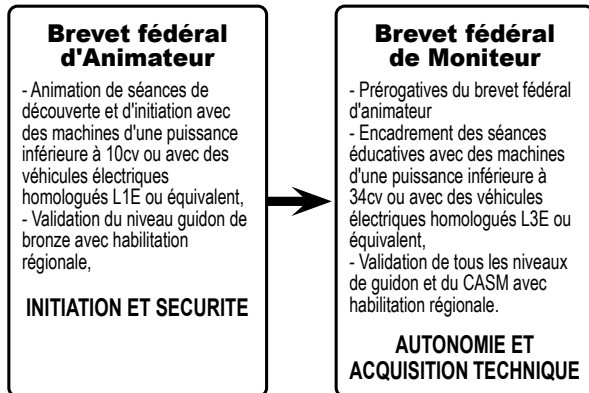 Brevet fédéral
d'Animateur
- Animation de séances de
découverte et d'initiation avec
des machines d'une puissance
inférieure à 10cv ou avec des
véhicules électriques
homologués L1E ou équivalent,
- Validation du niveau guidon de
bronze avec habilitation
régionale,
INITIATION ET SECURITE
Brevet fédéral
de Moniteur
- Prérogatives du brevet fédéral
d'animateur
- Encadrement des séances
éducatives avec des machines
d'une puissance inférieure à
34cv ou avec des véhicules
électriques homologués L3E ou
équivalent,
- Validation de tous les niveaux
de guidon et du CASM avec
habilitation régionale.
AUTONOMIE ET
ACQUISITION TECHNIQUE